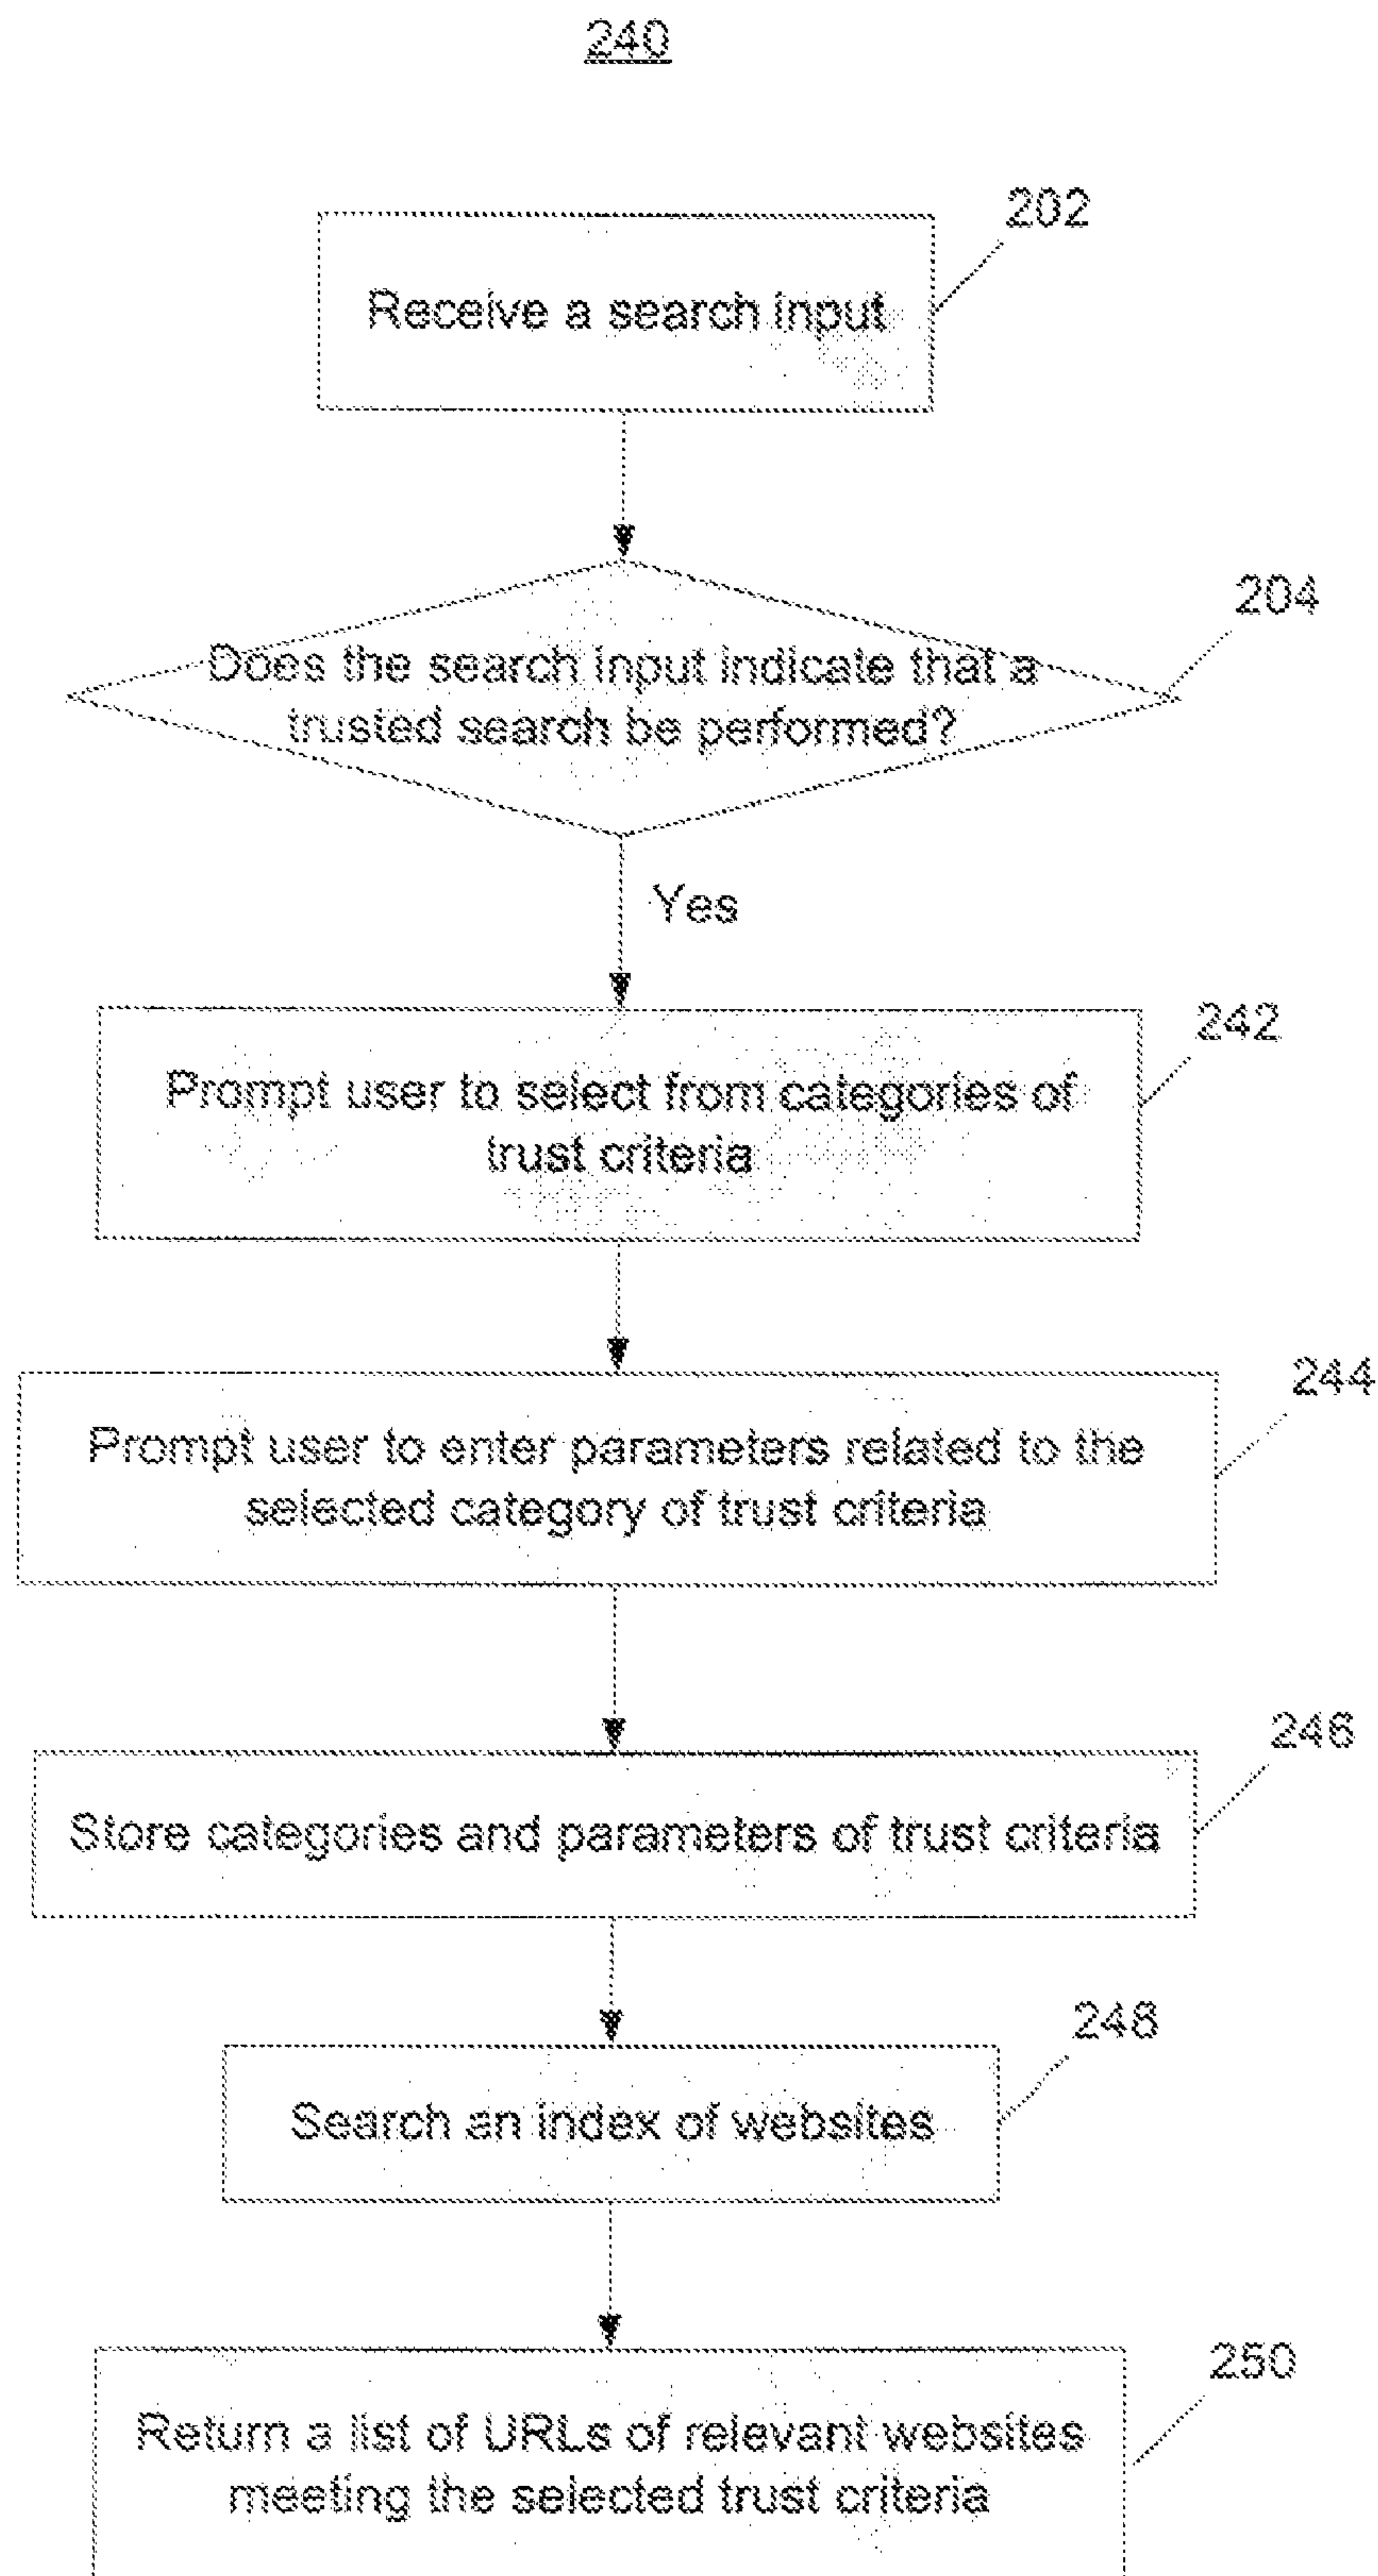 240
202
Receive a search input
204
Does the search input indicate that a
trusted search be performed?
Yes
242
Prompt user to select from categories of
trust criteria
244
Prompt user to enter parameters related to the
selected category of trust criteria
246
Store categories and parameters of trust criteria
248
Search an index of websites
250
Return a list of URLs of relevant websites
meeting the selected trust criteria